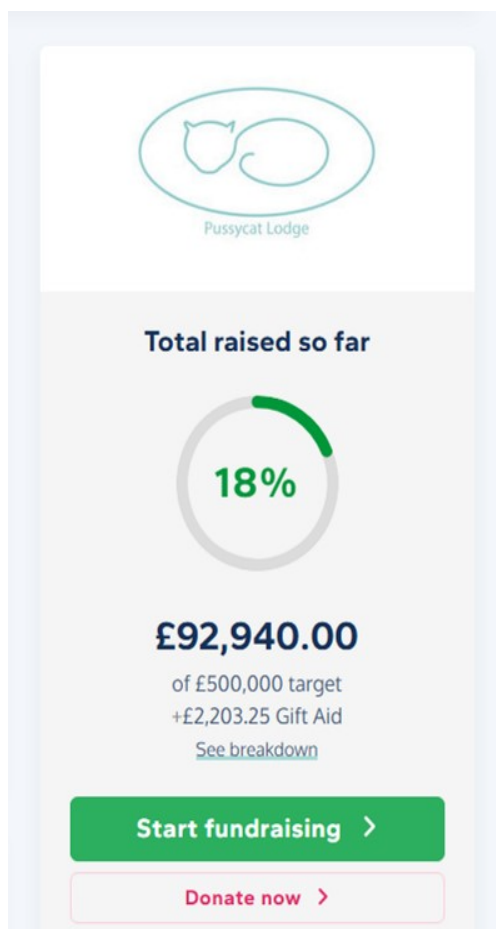 Pussycat Lodge
Total raised so far
18%
£92,940.00
of £500,000 target
+£2,203.25 Gift Aid
See breakdown
Start fundraising
Donate now